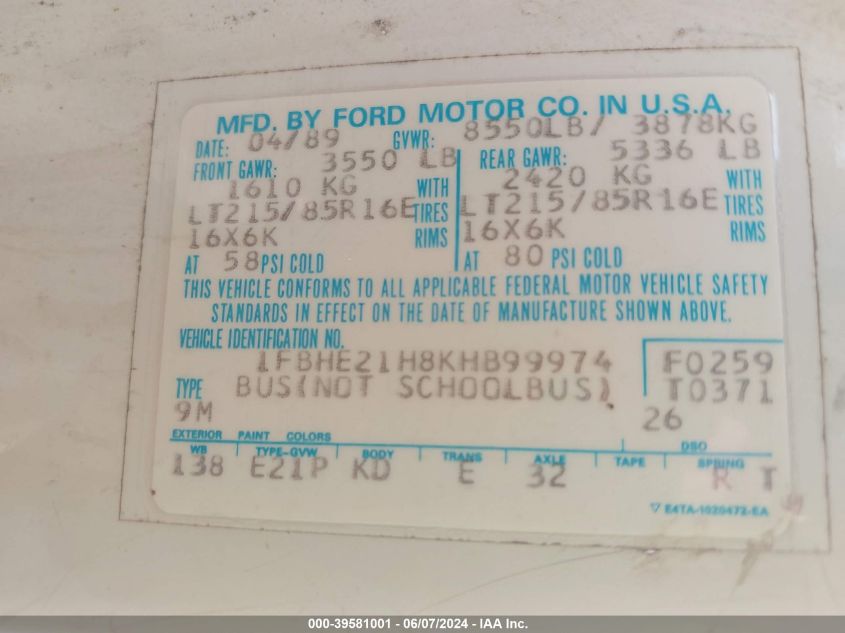 MFD. BY FORD MOTOR CO. IN U.S.A.
DATE: 04/89 GVWR: 8550LB/ 3878KG
FRONT GAWR: 3550 LB REAR GAWR: 5336 LB
1610 KG WITH 2420 KG WITH
LT215/85R16E TIRES LT215/85R16E TIRES
16X6K RIMS 16X6K RIMS
AT 58 PSI COLD AT 80 PSI COLD
THIS VEHICLE CONFORMS TO ALL APPLICABLE FEDERAL MOTOR VEHICLE SAFETY
STANDARDS IN EFFECT ON THE DATE OF MANUFACTURE SHOWN ABOVE.
VEHICLE IDENTIFICATION NO.
1FBHE21H8KHB99974 F0259
TYPE BUS(NOT SCHOOLBUS) T0371
9M 26
EXTERIOR PAINT COLORS DSO
WB TYPE-GVW BODY TRANS AXLE TAPE SPRING
138 E21P KD E 32 R T
▽ E4TA-1020472-EA
000-39581001 - 06/07/2024 - IAA Inc.